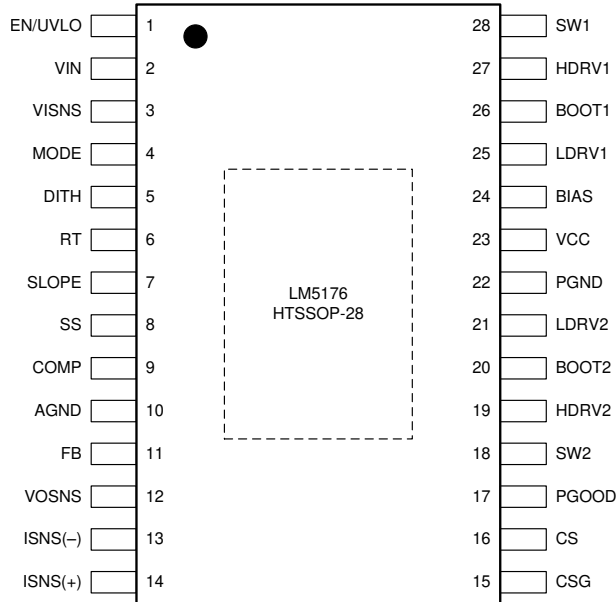 EN/UVLO 1 28 SW1
VIN 2 27 HDRV1
VISNS 3 26 BOOT1
MODE 4 25 LDRV1
DITH 5 24 BIAS
RT 6 23 VCC
SLOPE 7 22 PGND
LM5176
HTSSOP-28
SS 8 21 LDRV2
COMP 9 20 BOOT2
AGND 10 19 HDRV2
FB 11 18 SW2
VOSNS 12 17 PGOOD
ISNS(–) 13 16 CS
ISNS(+) 14 15 CSG